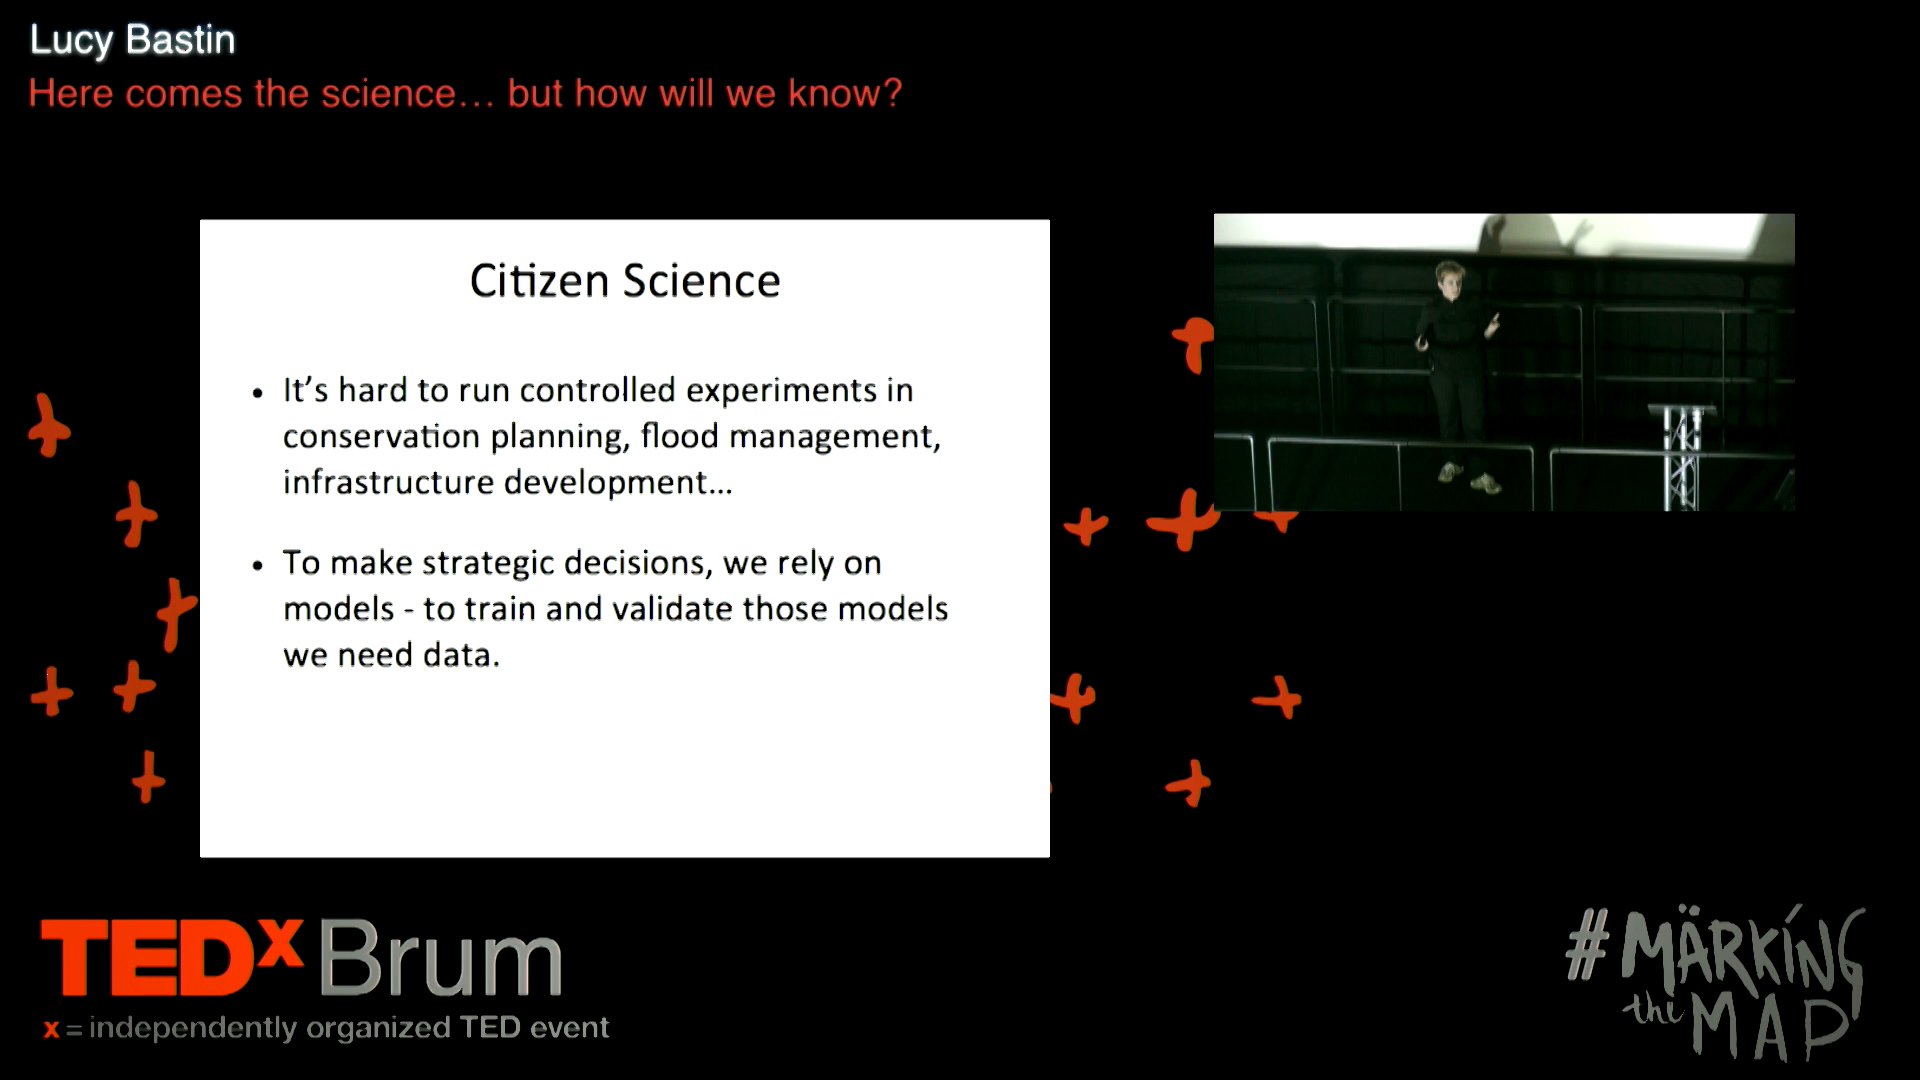 Lucy Bastin
Here comes the science... but how will we know?
Citizen Science
• It's hard to run controlled experiments in
conservation planning, flood management,
infrastructure development...
• To make strategic decisions, we rely on
models - to train and validate those models
we need data.
TEDx Brum
x = independently organized TED event
#MÄRKÍNG
the MAP